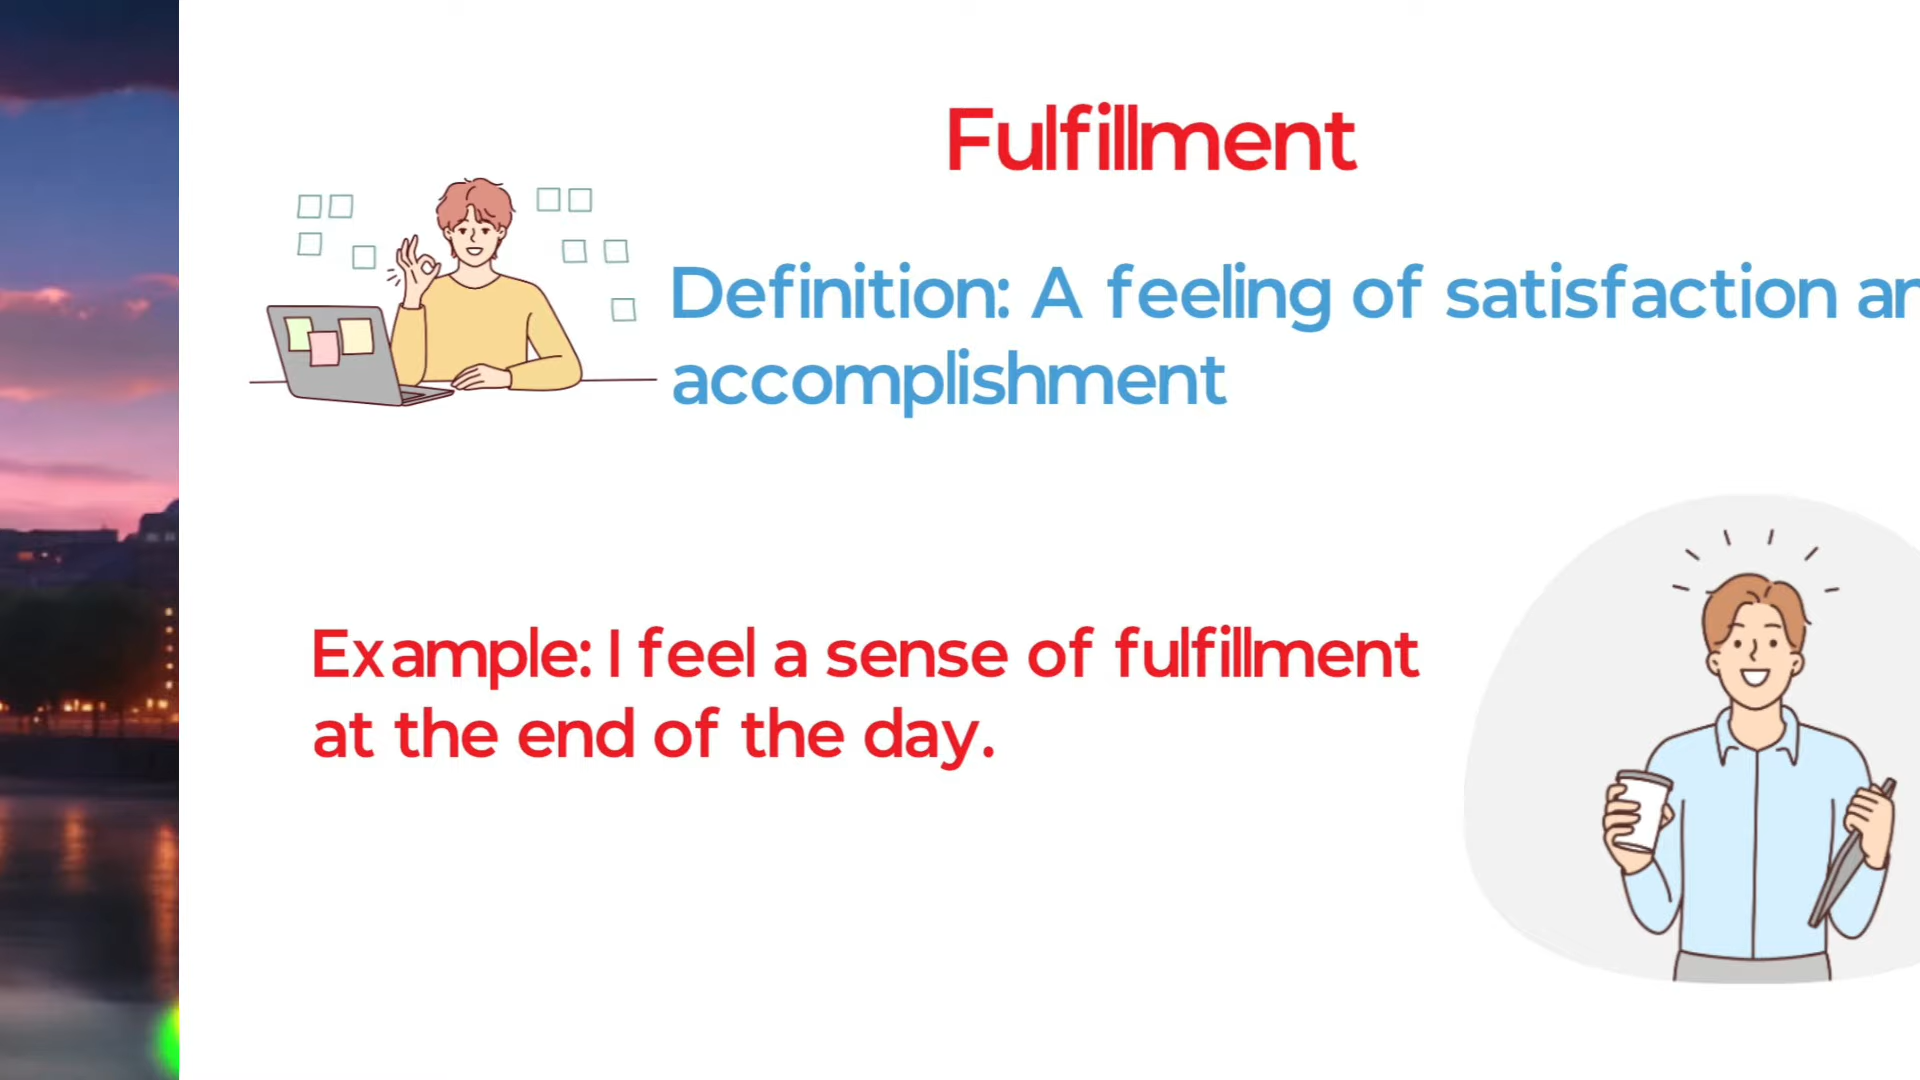 Fulfillment
Definition: A feeling of satisfaction
accomplishment
Example: I feel a sense of fulfillment
at the end of the day.